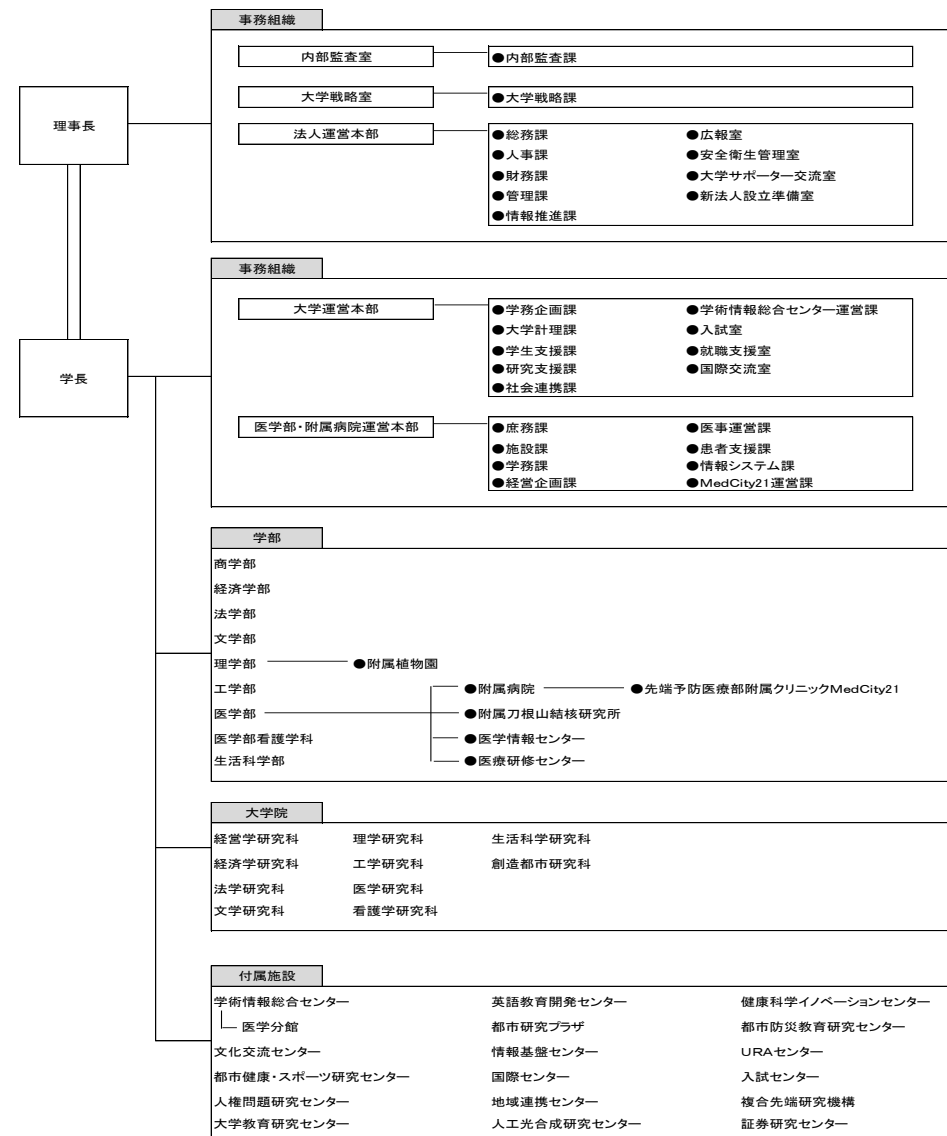 事務組織
内部監査室 ●内部監査課
大学戦略室 ●大学戦略課
理事長
法人運営本部 ●総務課 ●広報室
●人事課 ●安全衛生管理室
●財務課 ●大学サポーター交流室
●管理課 ●新法人設立準備室
●情報推進課
事務組織
大学運営本部 ●学務企画課 ●学術情報総合センター運営課
●大学計理課 ●入試室
●学生支援課 ●就職支援室
●研究支援課 ●国際交流室
●社会連携課
学長
医学部・附属病院運営本部 ●庶務課 ●医事運営課
●施設課 ●患者支援課
●学務課 ●情報システム課
●経営企画課 ●MedCity21運営課
学部
商学部
経済学部
法学部
文学部
理学部 ●附属植物園
工学部 ●附属病院 ●先端予防医療部附属クリニックMedCity21
医学部 ●附属刀根山結核研究所
医学部看護学科 ●医学情報センター
生活科学部 ●医療研修センター
大学院
経営学研究科 理学研究科 生活科学研究科
経済学研究科 工学研究科 創造都市研究科
法学研究科 医学研究科
文学研究科 看護学研究科
付属施設
学術情報総合センター 英語教育開発センター 健康科学イノベーションセンター
医学分館 都市研究プラザ 都市防災教育研究センター
文化交流センター 情報基盤センター URAセンター
都市健康・スポーツ研究センター 国際センター 入試センター
人権問題研究センター 地域連携センター 複合先端研究機構
大学教育研究センター 人工光合成研究センター 証券研究センター